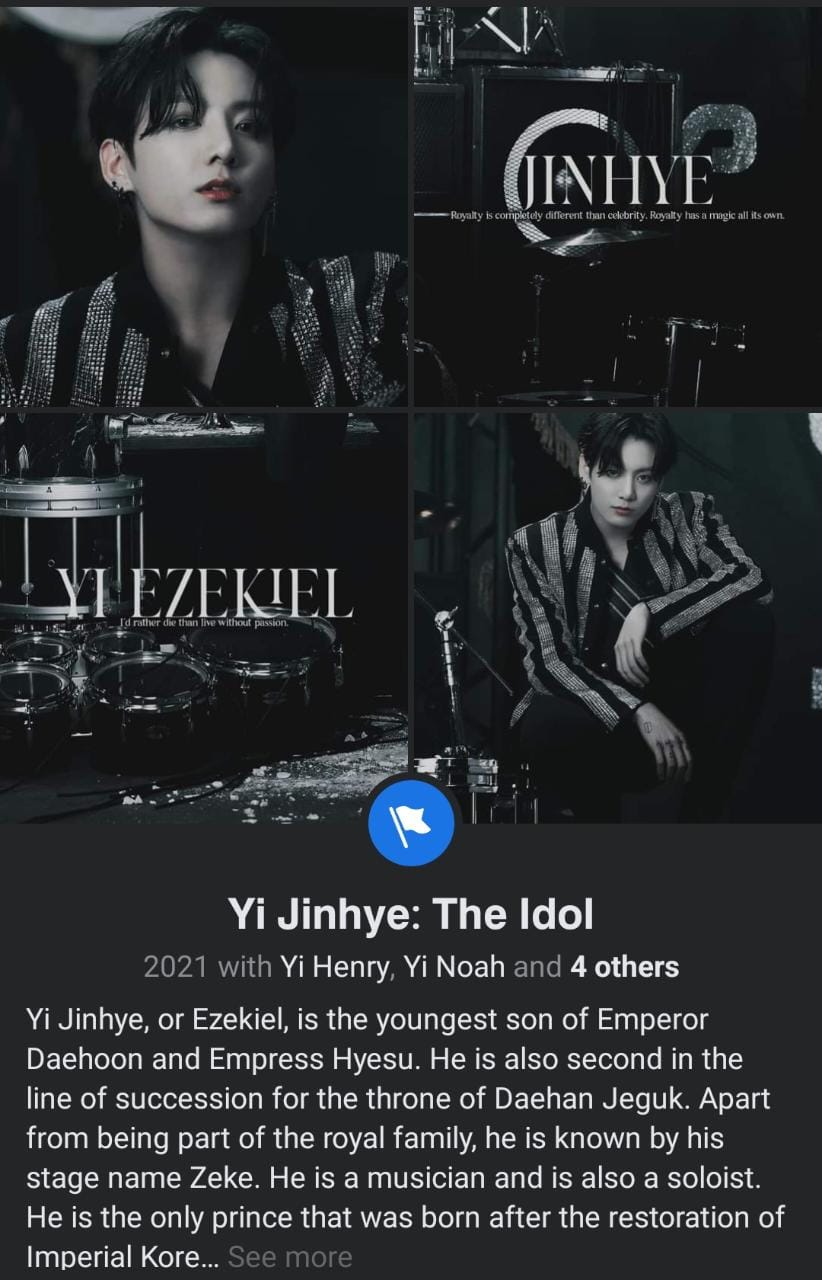 JINHYE
Royalty is completely different than celebrity. Royalty has a magic all its own.
YI EZEKIEL
I'd rather die than live without passion.
Yi Jinhye: The Idol
2021 with Yi Henry, Yi Noah and 4 others
Yi Jinhye, or Ezekiel, is the youngest son of Emperor
Daehoon and Empress Hyesu. He is also second in the
line of succession for the throne of Daehan Jeguk. Apart
from being part of the royal family, he is known by his
stage name Zeke. He is a musician and is also a soloist.
He is the only prince that was born after the restoration of
Imperial Kore... See more